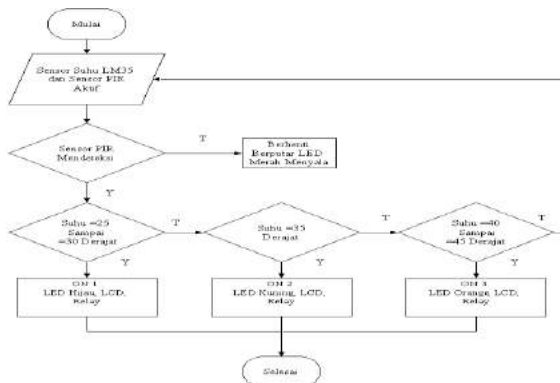 Mulai
Sensor Suhu LM35
dan Sensor PIR
Aktif
Sensor PIR
Mendeteksi
T
Berhenti
Berputar LED
Merah Menyala
Y
Suhu =25
Sampai
=30 Derajat
T
Suhu =35
Derajat
T
Suhu =40
Sampai
=45 Derajat
T
Y
Y
Y
ON 1
LED Hijau, LCD,
Relay
ON 2
LED Kuning, LCD,
Relay
ON 3
LED Orange, LCD,
Relay
Selesai